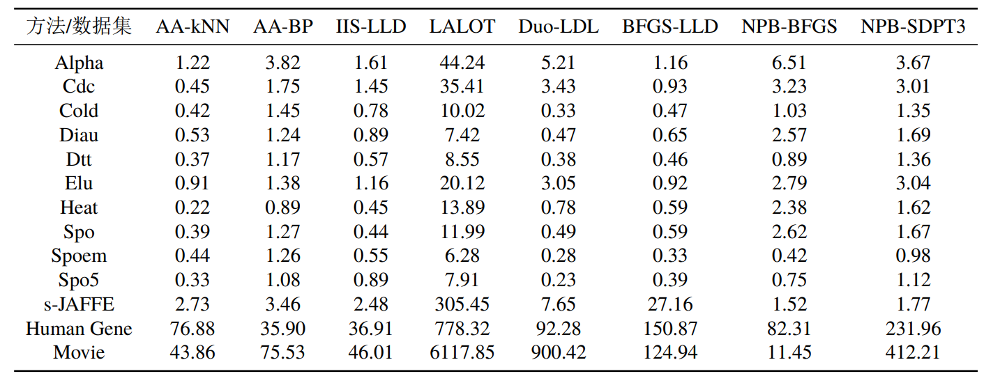 方法/数据集 AA-kNN AA-BP IIS-LLD LALOT Duo-LDL BFGS-LLD NPB-BFGS NPB-SDPT3
Alpha 1.22 3.82 1.61 44.24 5.21 1.16 6.51 3.67
Cdc 0.45 1.75 1.45 35.41 3.43 0.93 3.23 3.01
Cold 0.42 1.45 0.78 10.02 0.33 0.47 1.03 1.35
Diau 0.53 1.24 0.89 7.42 0.47 0.65 2.57 1.69
Dtt 0.37 1.17 0.57 8.55 0.38 0.46 0.89 1.36
Elu 0.91 1.38 1.16 20.12 3.05 0.92 2.79 3.04
Heat 0.22 0.89 0.45 13.89 0.78 0.59 2.38 1.62
Spo 0.39 1.27 0.44 11.99 0.49 0.59 2.62 1.67
Spoem 0.44 1.26 0.55 6.28 0.28 0.33 0.42 0.98
Spo5 0.33 1.08 0.89 7.91 0.23 0.39 0.75 1.12
s-JAFFE 2.73 3.46 2.48 305.45 7.65 27.16 1.52 1.77
Human Gene 76.88 35.90 36.91 778.32 92.28 150.87 82.31 231.96
Movie 43.86 75.53 46.01 6117.85 900.42 124.94 11.45 412.21